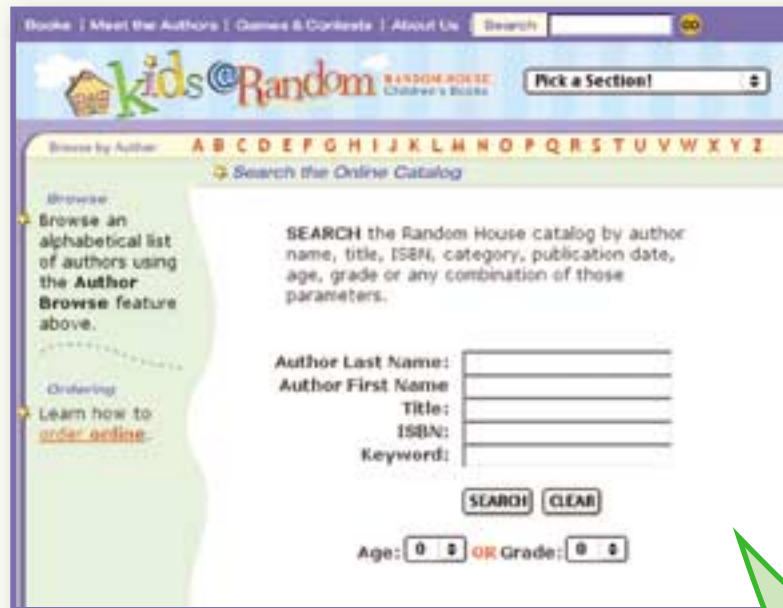 Books | Meet the Authors | Games & Contests | About Us | Search GO
kids@Random RANDOM HOUSE
Children's Books
Pick a Section!
Browse by Author A B C D E F G H I J K L M N O P Q R S T U V W X Y Z
Search the Online Catalog
Browse
Browse an
alphabetical list
of authors using
the Author
Browse feature
above.
Ordering
Learn how to
order online.
SEARCH the Random House catalog by author
name, title, ISBN, category, publication date,
age, grade or any combination of those
parameters.
Author Last Name:
Author First Name
Title:
ISBN:
Keyword:
SEARCH CLEAR
Age: 0 OR Grade: 0